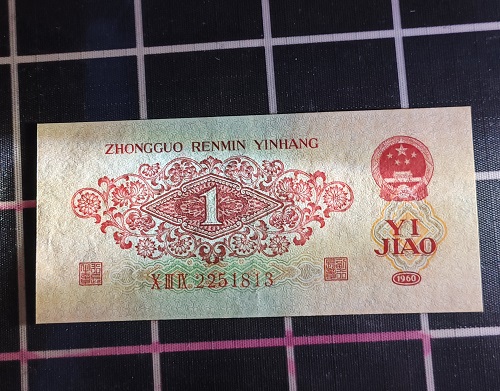 ZHONGGUO RENMIN YINHANG
1
YI
JIAO
X III IX 2251813
1960